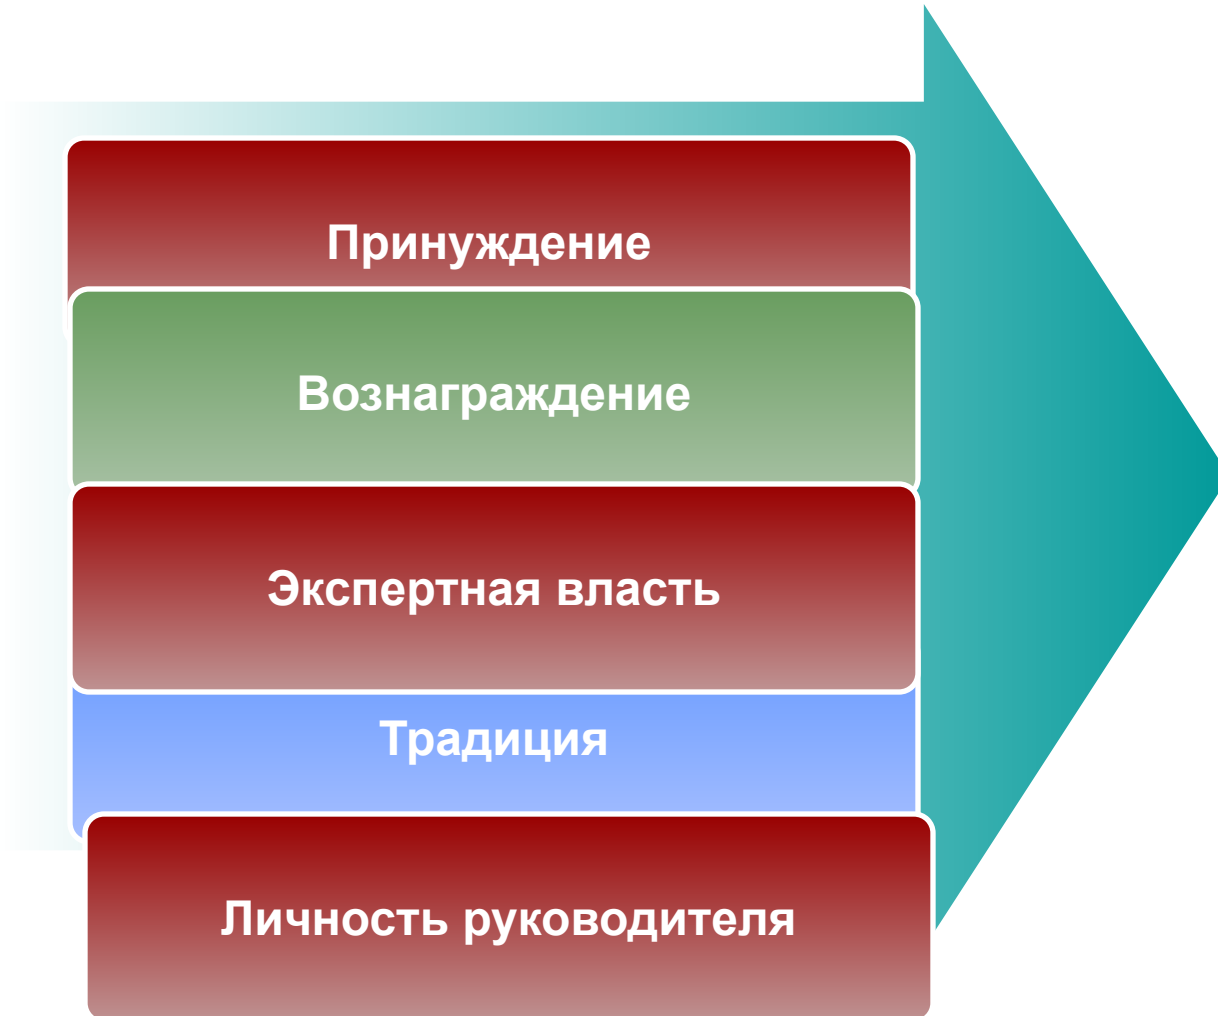 Принуждение
Вознаграждение
Экспертная власть
Традиция
Личность руководителя